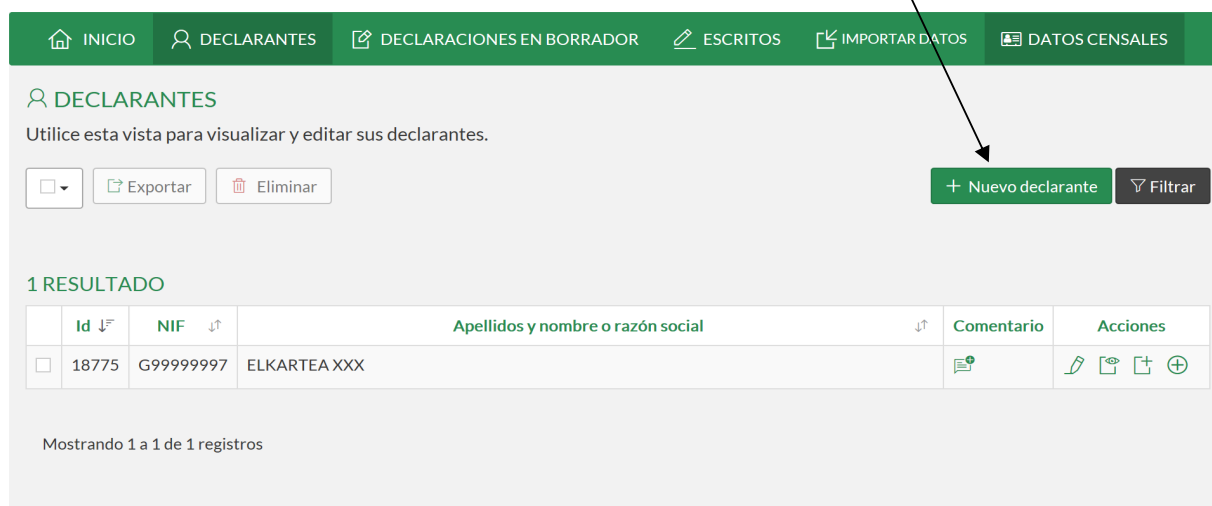 INICIO DECLARANTES DECLARACIONES EN BORRADOR ESCRITOS IMPORTAR DATOS DATOS CENSALES
DECLARANTES
Utilice esta vista para visualizar y editar sus declarantes.
Exportar Eliminar + Nuevo declarante Filtrar
1 RESULTADO
Id NIF Apellidos y nombre o razón social Comentario Acciones
18775 G99999997 ELKARTEA XXX
Mostrando 1 a 1 de 1 registros